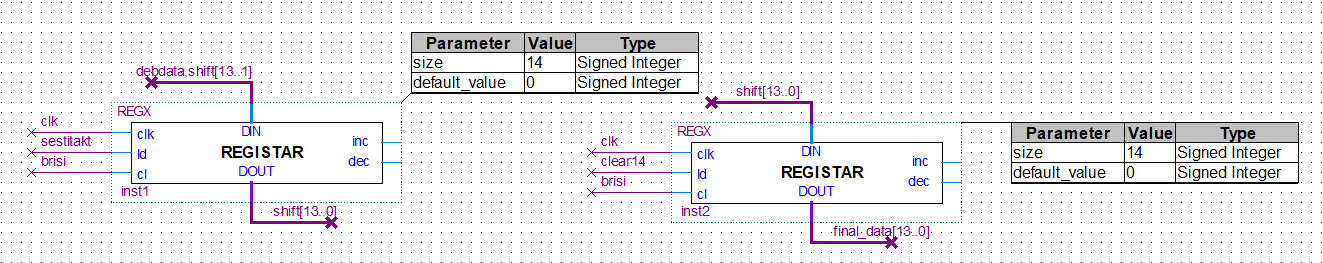 Parameter Value Type
size 14 Signed Integer
default_value 0 Signed Integer
debdata,shift[13..1]
REGX
clk
sestitakt
brisi
clk
ld
cl
DIN
REGISTAR
DOUT
inc
dec
inst1
shift[13..0]
shift[13..0]
REGX
clk
clear14
brisi
clk
ld
cl
DIN
REGISTAR
DOUT
inc
dec
inst2
final_data[13..0]
Parameter Value Type
size 14 Signed Integer
default_value 0 Signed Integer